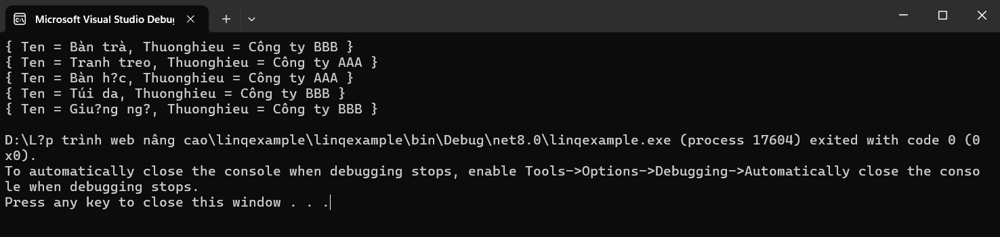 Microsoft Visual Studio Debug
{ Ten = Bàn trà, Thuonghieu = Công ty BBB }
{ Ten = Tranh treo, Thuonghieu = Công ty AAA }
{ Ten = Bàn h?c, Thuonghieu = Công ty AAA }
{ Ten = Túi da, Thuonghieu = Công ty BBB }
{ Ten = Giu?ng ng?, Thuonghieu = Công ty BBB }
D:\L?p trình web nâng cao\linqexample\linqexample\bin\Debug\net8.0\linqexample.exe (process 17604) exited with code 0 (0
x0).
To automatically close the console when debugging stops, enable Tools->Options->Debugging->Automatically close the conso
le when debugging stops.
Press any key to close this window . . .